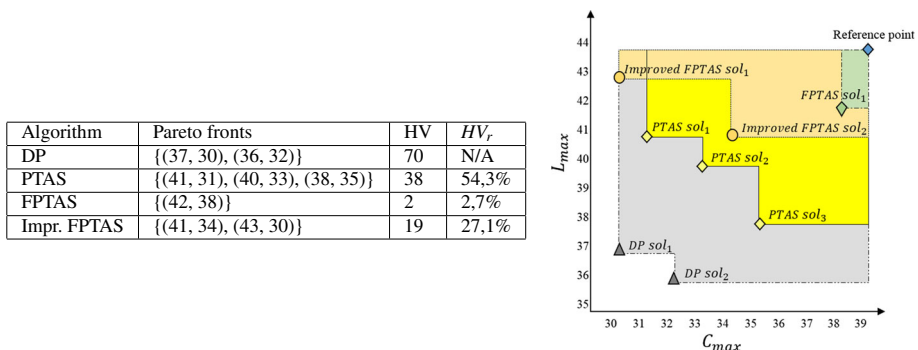 Algorithm Pareto fronts HV HVr
DP {(37, 30), (36, 32)} 70 N/A
PTAS {(41, 31), (40, 33), (38, 35)} 38 54,3%
FPTAS {(42, 38)} 2 2,7%
Impr. FPTAS {(41, 34), (43, 30)} 19 27,1%
Reference point
44
43
42
41
40
39
38
37
36
35
Lmax
Improved FPTAS sol1
FPTAS sol1
PTAS sol1
Improved FPTAS sol2
PTAS sol2
PTAS sol3
DP sol1
DP sol2
30 31 32 33 34 35 36 37 38 39
Cmax